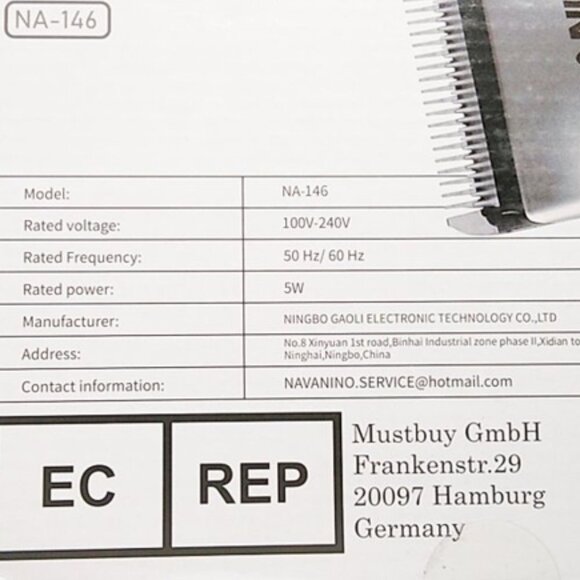 NA-146
Model: NA-146
Rated voltage: 100V-240V
Rated Frequency: 50 Hz/ 60 Hz
Rated power: 5W
Manufacturer: NINGBO GAOLI ELECTRONIC TECHNOLOGY CO.,LTD
Address: No.8 Xinyuan 1st road,Binhai Industrial zone phase II,Xidian to
Ninghai,Ningbo,China
Contact information: NAVANINO.SERVICE@hotmail.com
EC REP
Mustbuy GmbH
Frankenstr.29
20097 Hamburg
Germany